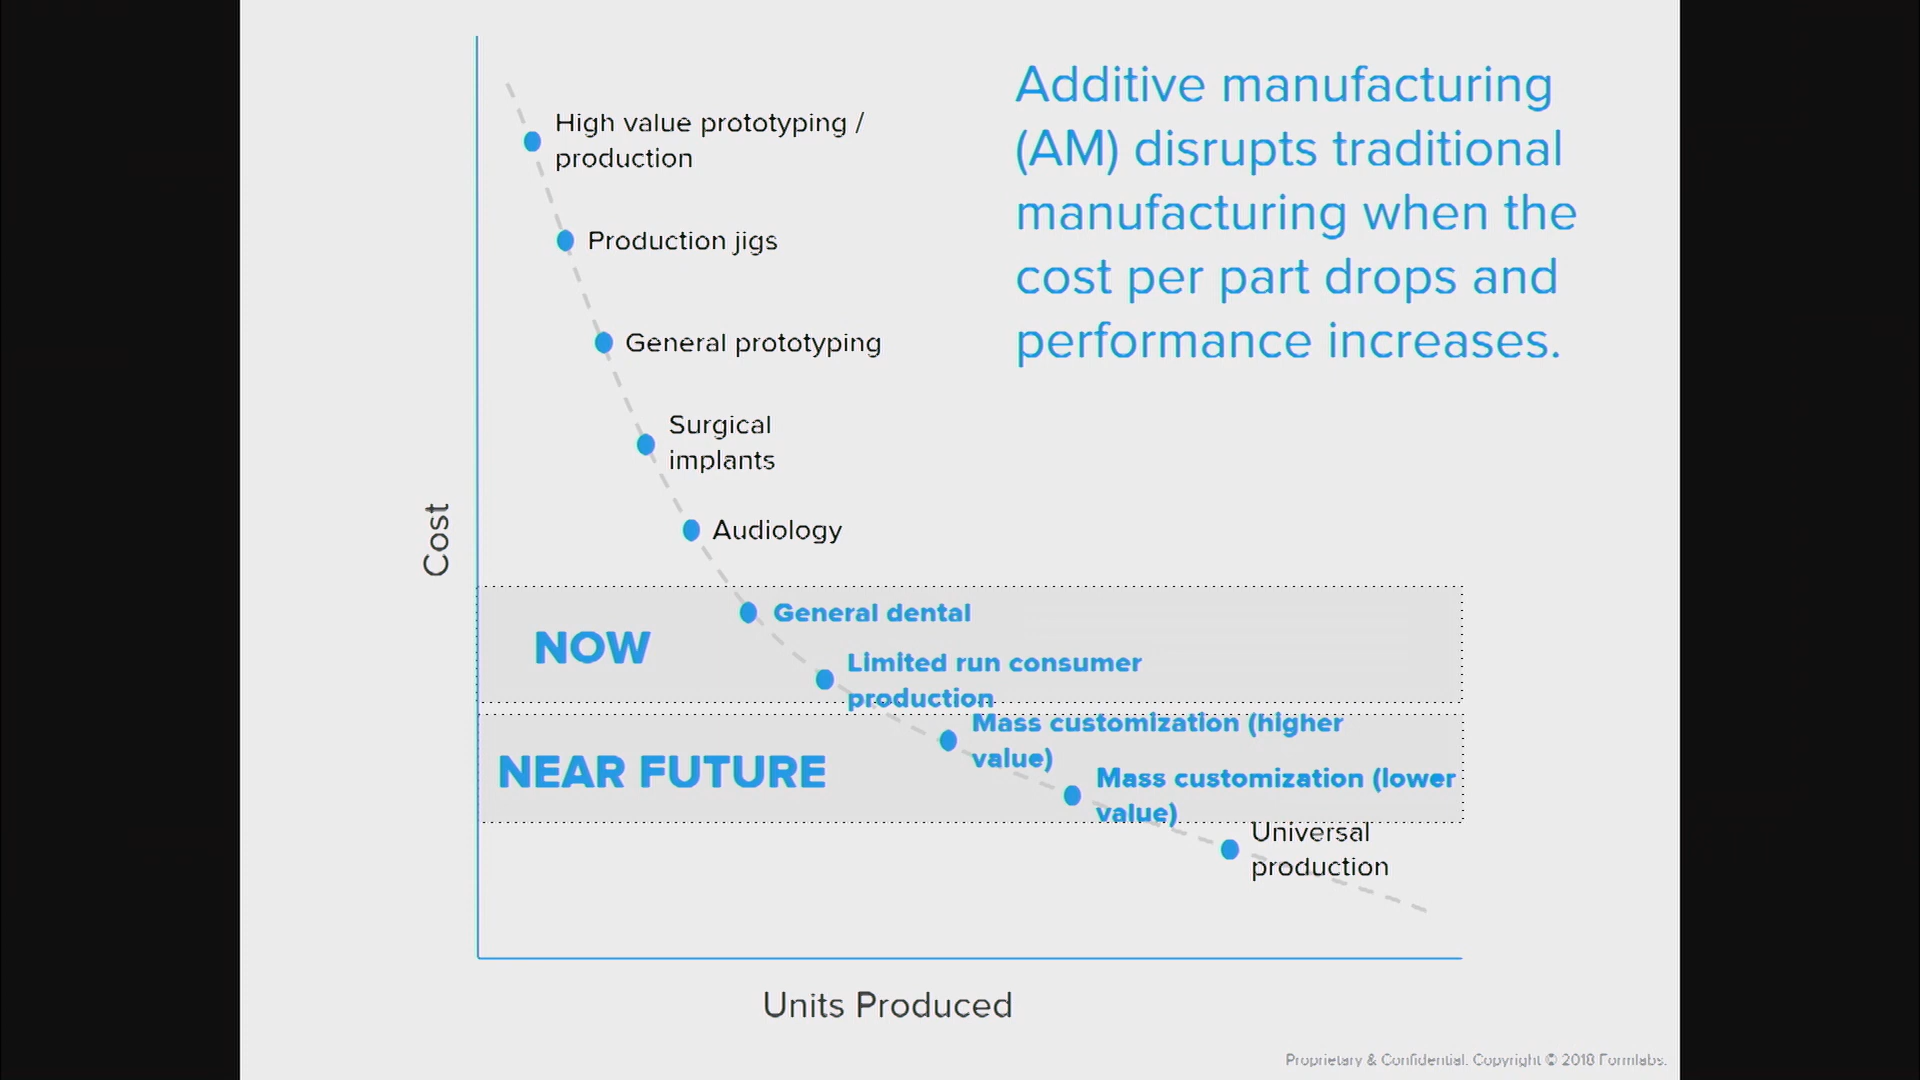 Additive manufacturing
(AM) disrupts traditional
manufacturing when the
cost per part drops and
performance increases.
High value prototyping /
production
Production jigs
General prototyping
Surgical
implants
Audiology
Cost
NOW
General dental
Limited run consumer
production
NEAR FUTURE
Mass customization (higher
value)
Mass customization (lower
value)
Universal
production
Units Produced
Proprietary & Confidential. Copyright © 2018 Formlabs.